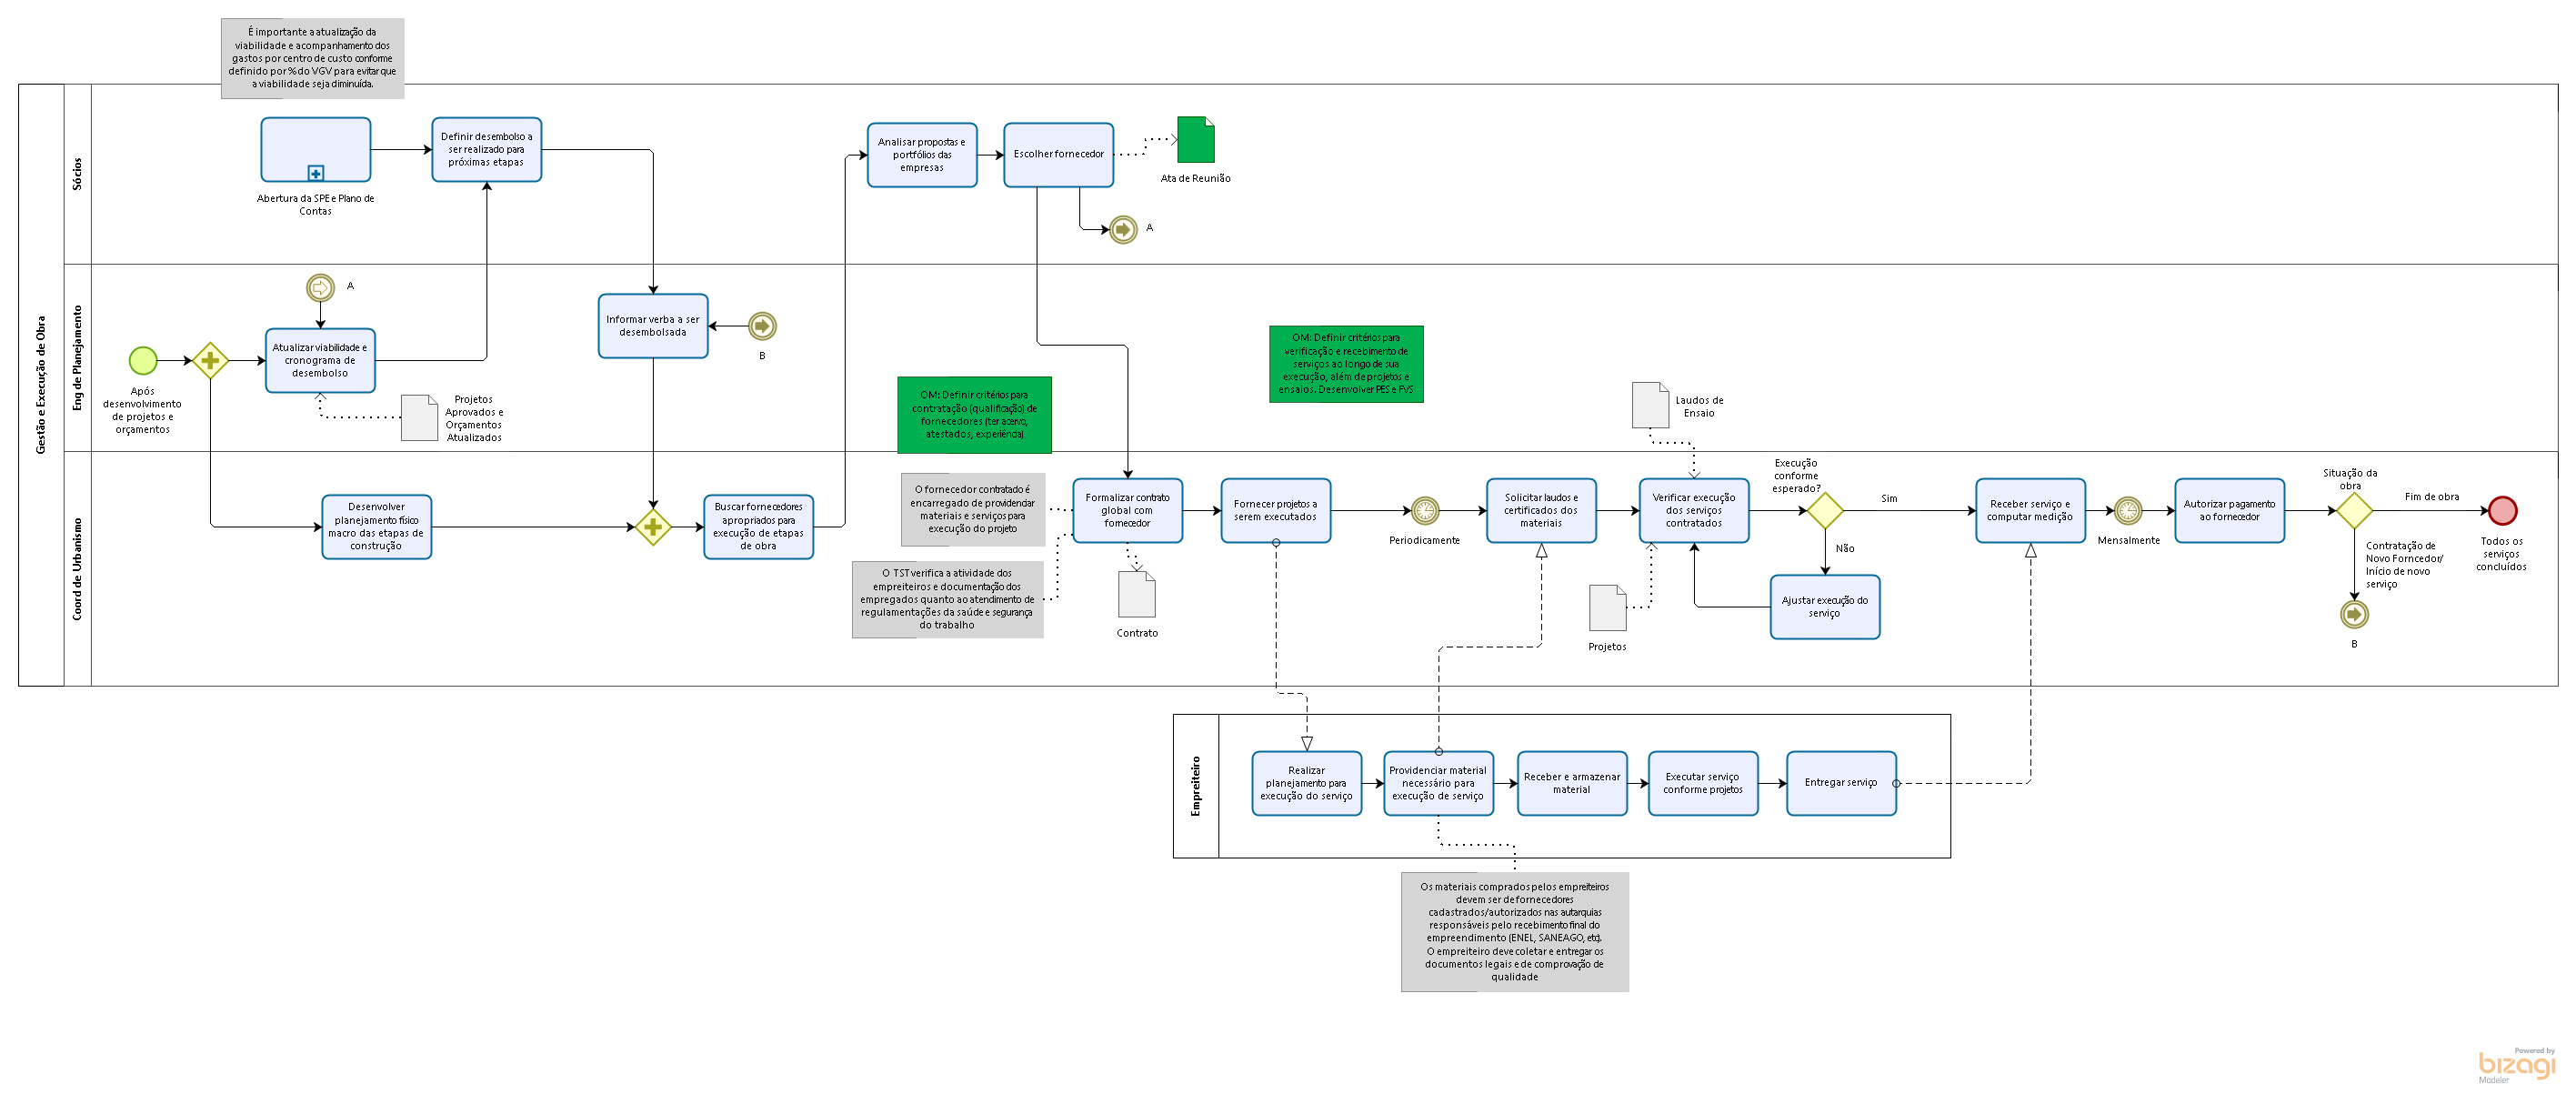 É importante a atualização da
viabilidade e acompanhamento dos
gastos por centro de custo conforme
definido por % do VGV para evitar que
a viabilidade seja diminuída.
Gestão e Execução de Obra
Sócios
Abertura da SPE e Plano de
Contas
Definir desembolso a
ser realizado para
próximas etapas
Analisar propostas e
portfólios das
empresas
Escolher fornecedor
Ata de Reunião
A
Eng de Planejamento
A
Após
desenvolvimento
de projetos e
orçamentos
Atualizar viabilidade e
cronograma de
desembolso
Projetos
Aprovados e
Orçamentos
Atualizados
Informar verba a ser
desembolsada
B
OM: Definir critérios para
contratação (qualificação) de
fornecedores (ter acervo,
atestados, experiência)
OM: Definir critérios para
verificação e recebimento de
serviços ao longo de sua
execução, além de projetos e
ensaios. Desenvolver PES e FVS
Laudos de
Ensaio
Coord de Urbanismo
Desenvolver
planejamento físico
macro das etapas de
construção
Buscar fornecedores
apropriados para
execução de etapas
de obra
O fornecedor contratado é
encarregado de providenciar
materiais e serviços para
execução do projeto
O TST verifica a atividade dos
empreiteiros e documentação dos
empregados quanto ao atendimento de
regulamentações da saúde e segurança
do trabalho
Formalizar contrato
global com
fornecedor
Contrato
Fornecer projetos a
serem executados
Periodicamente
Solicitar laudos e
certificados dos
materiais
Verificar execução
dos serviços
contratados
Projetos
Execução
conforme
esperado?
Sim
Não
Ajustar execução do
serviço
Receber serviço e
computar medição
Mensalmente
Autorizar pagamento
ao fornecedor
Situação da
obra
Fim de obra
Contratação de
Novo Forncedor/
Início de novo
serviço
B
Todos os
serviços
concluídos
Empreiteiro
Realizar
planejamento para
execução do serviço
Providenciar material
necessário para
execução de serviço
Receber e armazenar
material
Executar serviço
conforme projetos
Entregar serviço
Os materiais comprados pelos empreiteiros
devem ser de fornecedores
cadastrados/autorizados nas autarquias
responsáveis pelo recebimento final do
empreendimento (ENEL, SANEAGO, etc).
O empreiteiro deve coletar e entregar os
documentos legais e de comprovação de
qualidade
Powered by
bizagi
Modeler